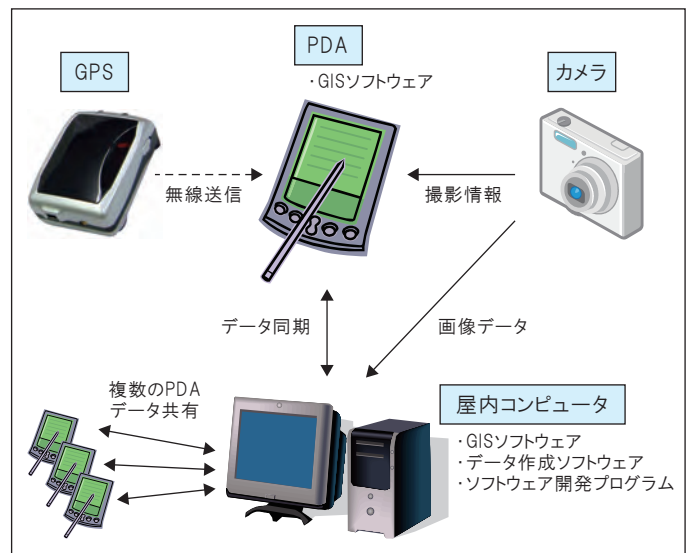 GPS
PDA
・GISソフトウェア
カメラ
無線送信
撮影情報
データ同期
画像データ
複数のPDA
データ共有
屋内コンピュータ
・GISソフトウェア
・データ作成ソフトウェア
・ソフトウェア開発プログラム